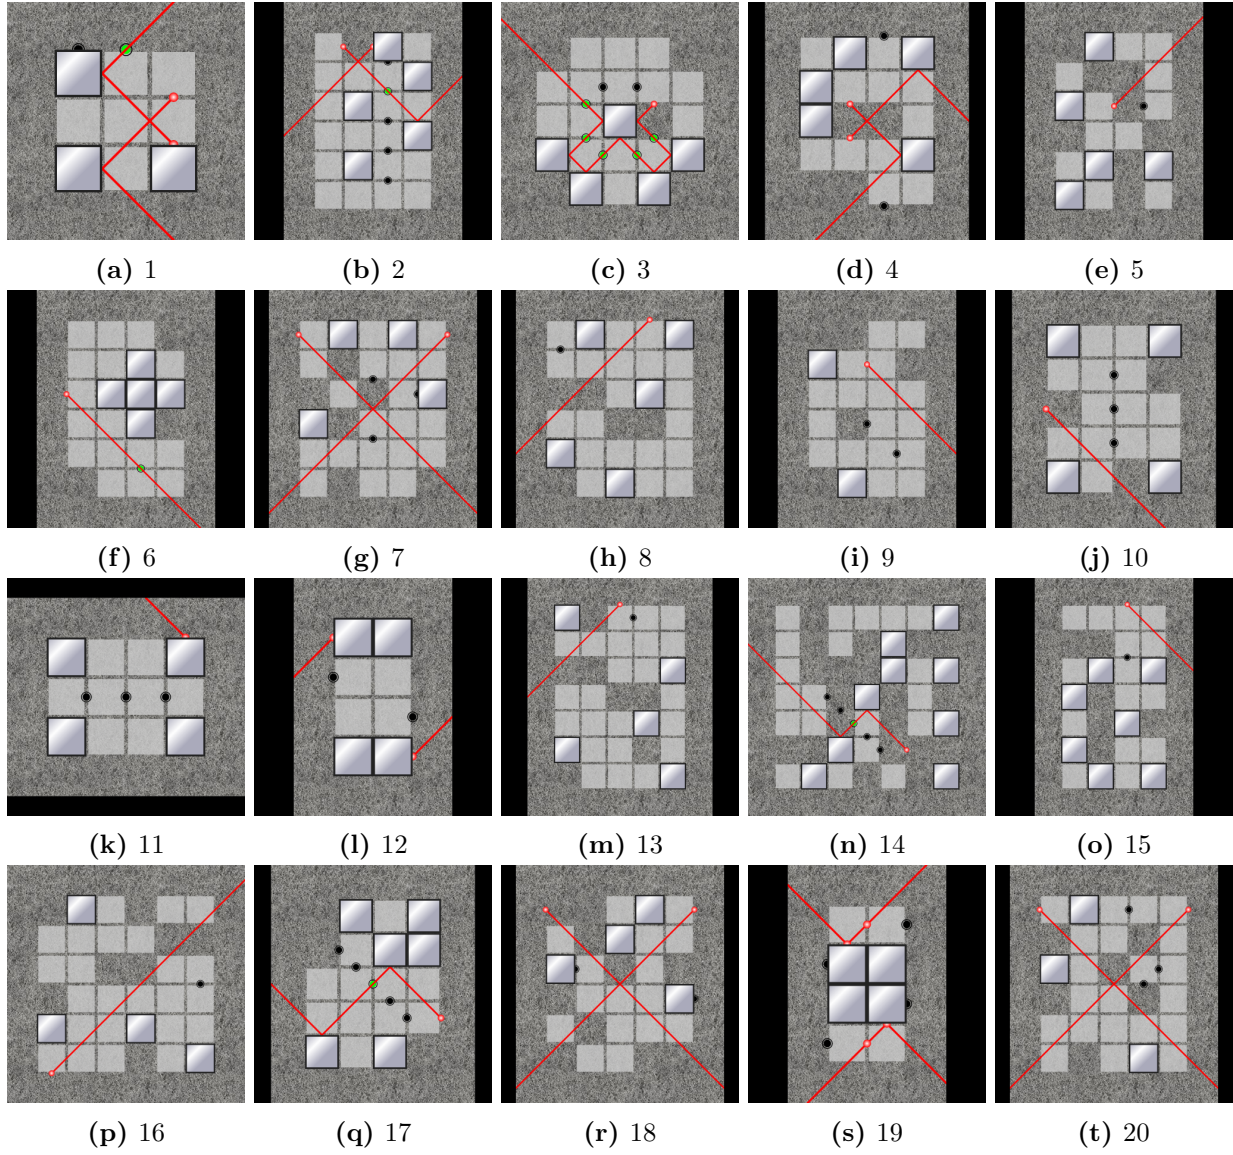 (a) 1 (b) 2 (c) 3 (d) 4 (e) 5
(f) 6 (g) 7 (h) 8 (i) 9 (j) 10
(k) 11 (l) 12 (m) 13 (n) 14 (o) 15
(p) 16 (q) 17 (r) 18 (s) 19 (t) 20